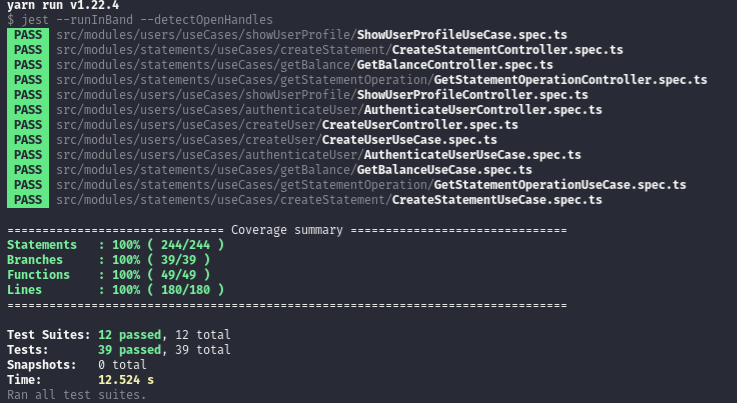 yarn run v1.22.4
$ jest --runInBand --detectOpenHandles
PASS src/modules/users/useCases/showUserProfile/ShowUserProfileUseCase.spec.ts
PASS src/modules/statements/useCases/createStatement/CreateStatementController.spec.ts
PASS src/modules/statements/useCases/getBalance/GetBalanceController.spec.ts
PASS src/modules/statements/useCases/getStatementOperation/GetStatementOperationController.spec.ts
PASS src/modules/users/useCases/showUserProfile/ShowUserProfileController.spec.ts
PASS src/modules/users/useCases/authenticateUser/AuthenticateUserController.spec.ts
PASS src/modules/users/useCases/createUser/CreateUserController.spec.ts
PASS src/modules/users/useCases/createUser/CreateUserUseCase.spec.ts
PASS src/modules/users/useCases/authenticateUser/AuthenticateUserUseCase.spec.ts
PASS src/modules/statements/useCases/getBalance/GetBalanceUseCase.spec.ts
PASS src/modules/statements/useCases/getStatementOperation/GetStatementOperationUseCase.spec.ts
PASS src/modules/statements/useCases/createStatement/CreateStatementUseCase.spec.ts
=============================== Coverage summary ===============================
Statements   : 100% ( 244/244 )
Branches     : 100% ( 39/39 )
Functions    : 100% ( 49/49 )
Lines        : 100% ( 180/180 )
================================================================================
Test Suites: 12 passed, 12 total
Tests:       39 passed, 39 total
Snapshots:   0 total
Time:        12.524 s
Ran all test suites.